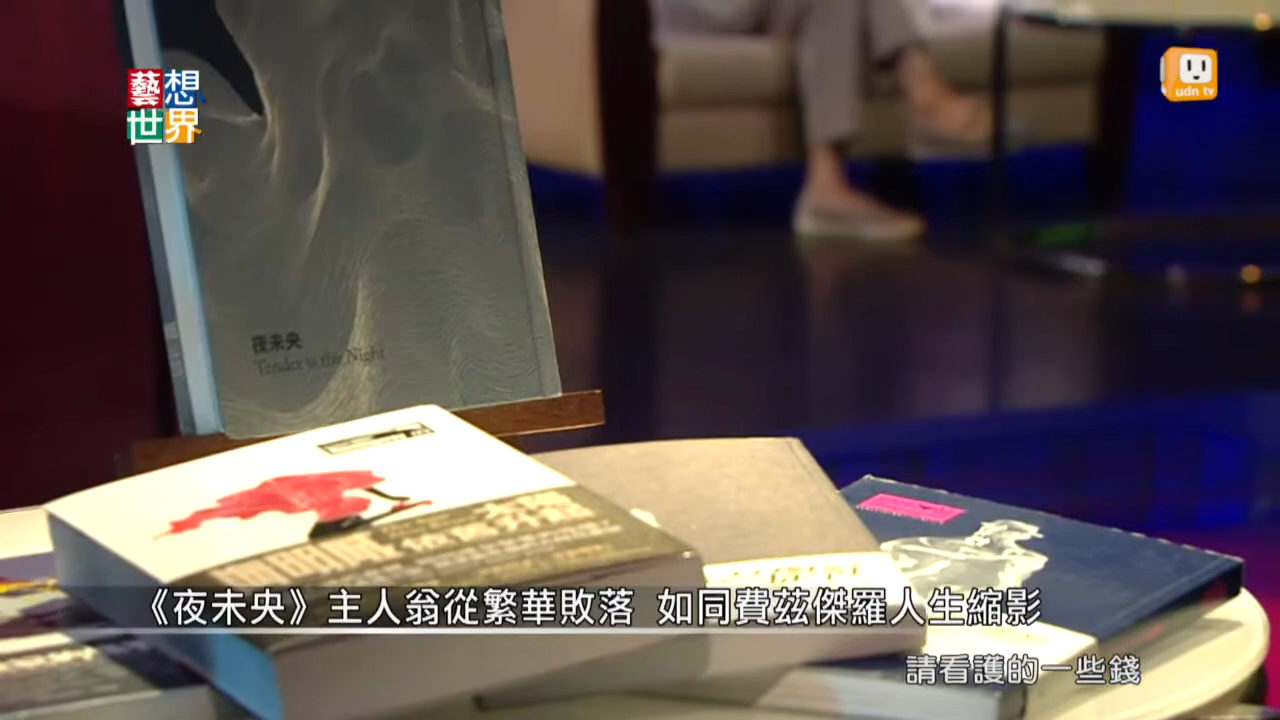 藝想
世界
udn tv
夜未央
Tender is the Night
《夜未央》主人翁從繁華敗落 如同費茲傑羅人生縮影
請看護的一些錢